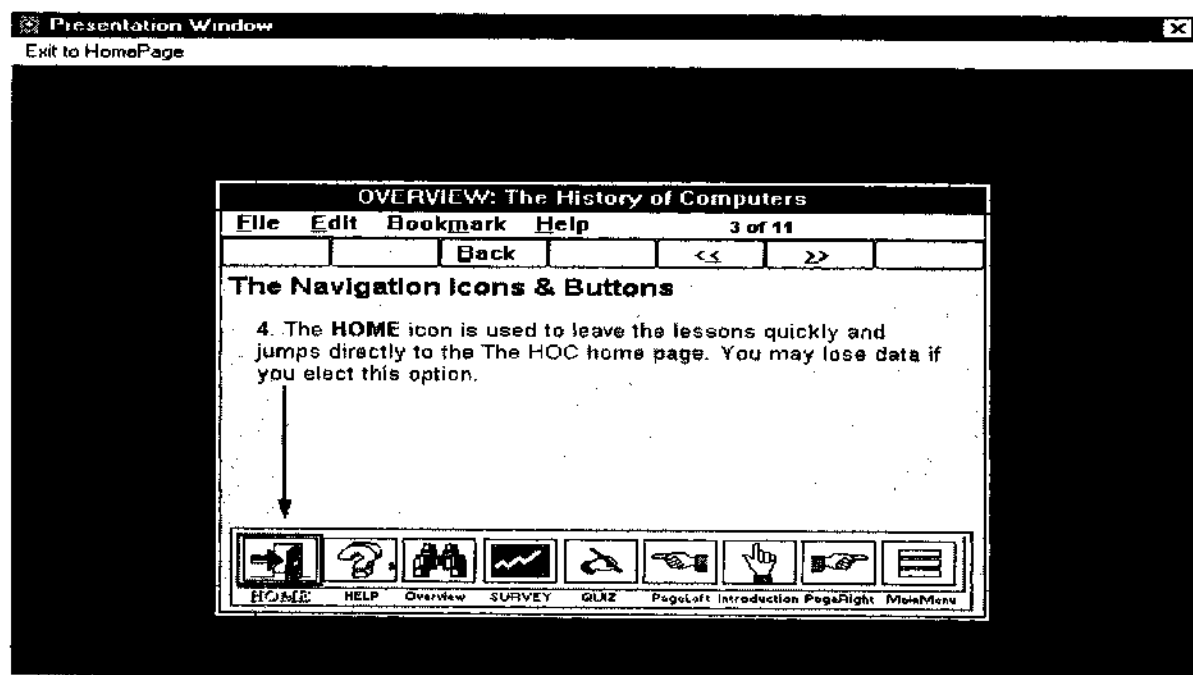 Presentation Window
Exit to HomePage
OVERVIEW: The History of Computers
File Edit Bookmark Help 3 of 11
Back << >>
The Navigation Icons & Buttons
4. The HOME icon is used to leave the lessons quickly and
jumps directly to the The HOC home page. You may lose data if
you elect this option.
HOME HELP Overview SURVEY QUIZ PageLeft Introduction PageRight MainMenu